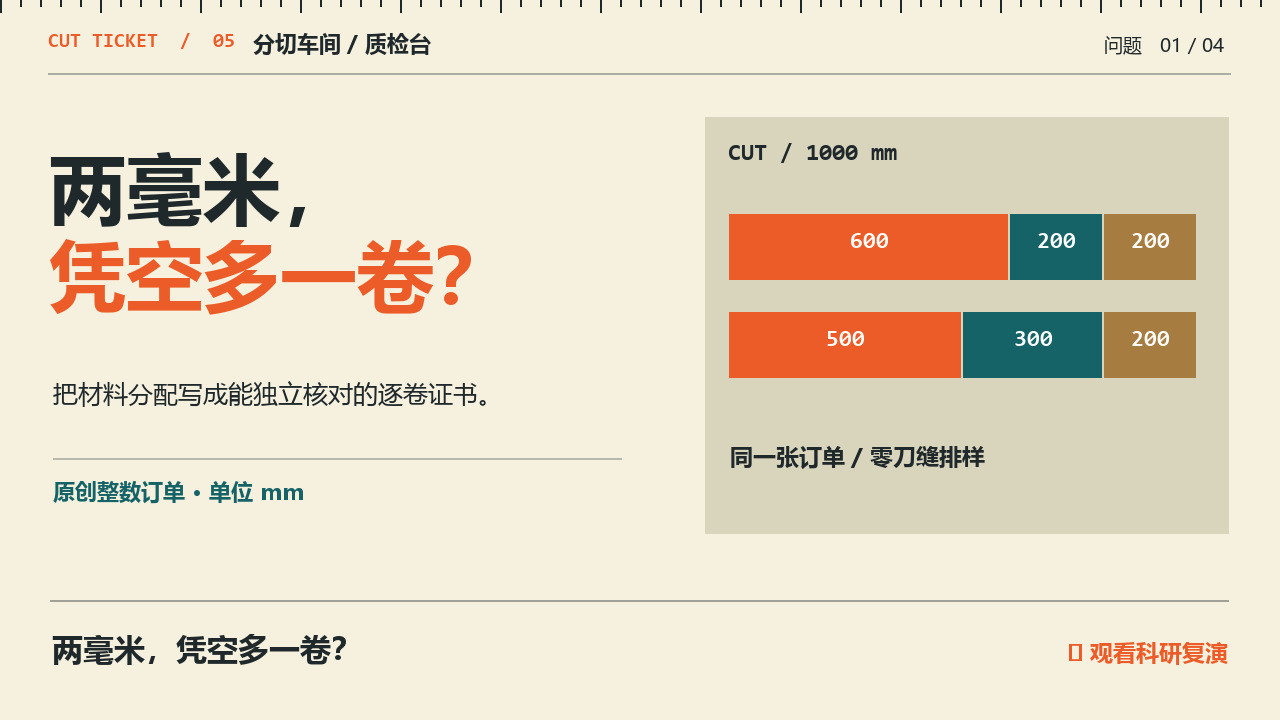 CUT TICKET / 05 分切车间 / 质检台
问题 01 / 04
两毫米，
凭空多一卷？
把材料分配写成能独立核对的逐卷证书。
原创整数订单 · 单位 mm
CUT / 1000 mm
600 200 200
500 300 200
同一张订单 / 零刀缝排样
两毫米，凭空多一卷？
观看科研复演